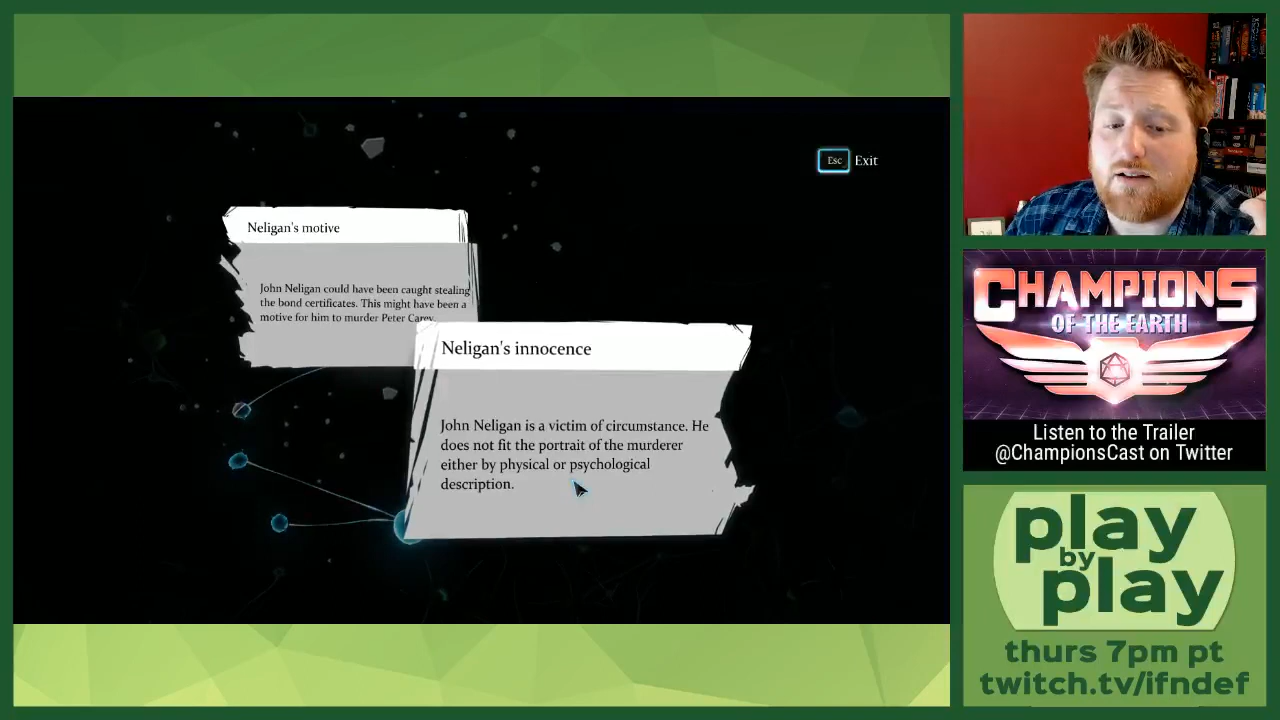 Esc Exit
Neligan's motive
John Neligan could have been caught stealing
the bond certificates. This might have been a
motive for him to murder Peter Carey.
Neligan's innocence
John Neligan is a victim of circumstance. He
does not fit the portrait of the murderer
either by physical or psychological
description.
CHAMPIONS
OF THE EARTH
Listen to the Trailer
@ChampionsCast on Twitter
play
by
play
thurs 7pm pt
twitch.tv/ifndef